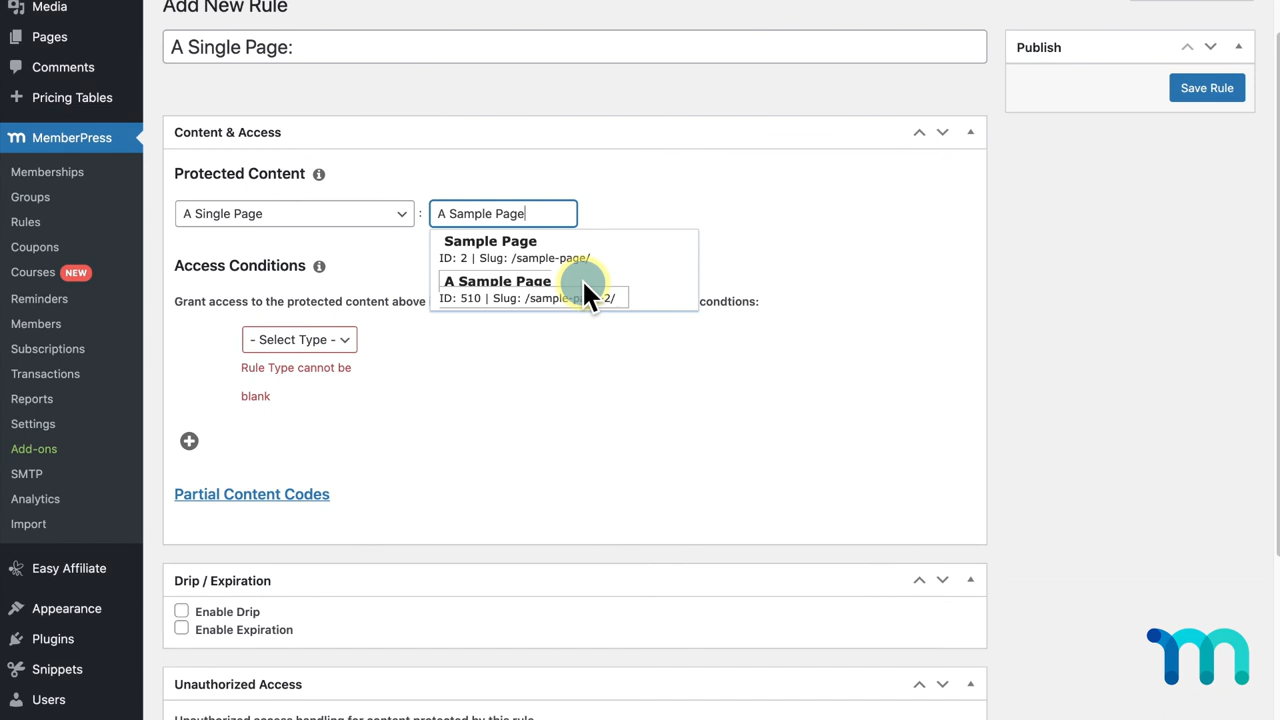 Media
Add New Rule
Pages
Comments
Pricing Tables
MemberPress
Memberships
Groups
Rules
Coupons
Courses NEW
Reminders
Members
Subscriptions
Transactions
Reports
Settings
Add-ons
SMTP
Analytics
Import
Easy Affiliate
Appearance
Plugins
Snippets
Users
A Single Page:
Publish
Save Rule
Content & Access
Protected Content
A Single Page : A Sample Page
Sample Page
ID: 2 | Slug: /sample-page/
A Sample Page
ID: 510 | Slug: /sample-page-2/
Access Conditions
Grant access to the protected content above condtions:
- Select Type -
Rule Type cannot be
blank
Partial Content Codes
Drip / Expiration
Enable Drip
Enable Expiration
Unauthorized Access
Unauthorized access handling for content protected by this rule